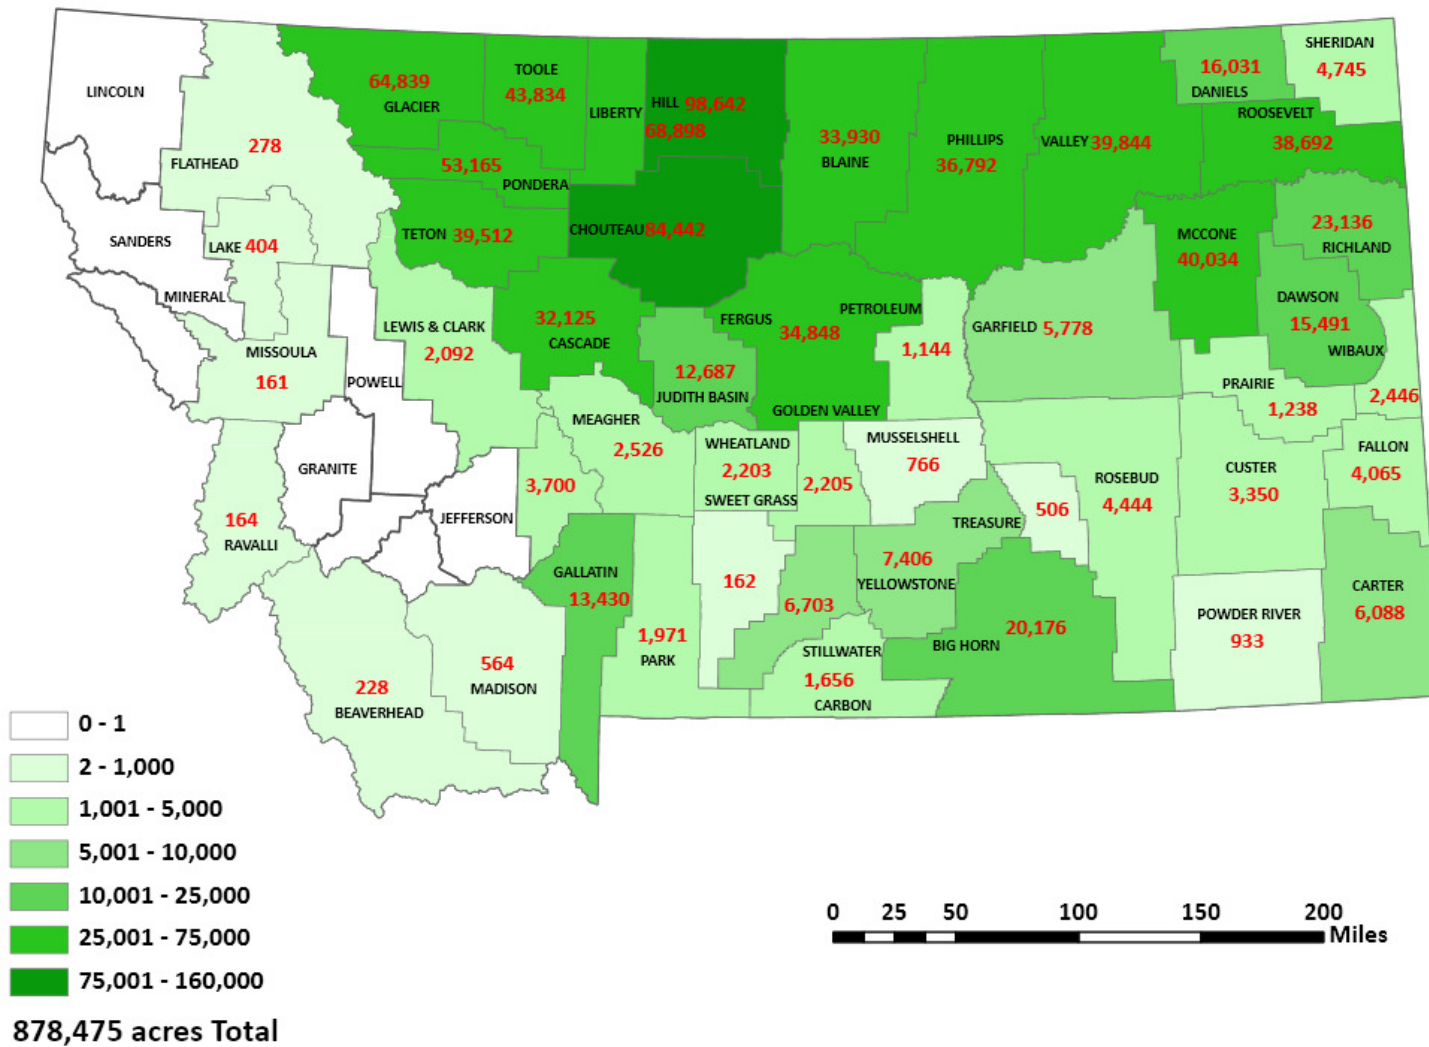 LINCOLN
FLATHEAD
278
64,839
GLACIER
TOOLE
43,834
LIBERTY
HILL 98,642
68,898
33,930
BLAINE
PHILLIPS
36,792
VALLEY 39,844
16,031
DANIELS
SHERIDAN
4,745
ROOSEVELT
38,692
53,165
PONDERA
SANDERS
LAKE 404
TETON 39,512
CHOUTEAU 84,442
MCCONE
40,034
23,136
RICHLAND
MINERAL
MISSOULA
161
LEWIS & CLARK
2,092
POWELL
32,125
CASCADE
12,687
JUDITH BASIN
FERGUS
34,848
PETROLEUM
1,144
GARFIELD 5,778
DAWSON
15,491
WIBAUX
2,446
PRAIRIE
1,238
GOLDEN VALLEY
MEAGHER
2,526
WHEATLAND
2,203
SWEET GRASS
2,205
MUSSELSHELL
766
ROSEBUD
4,444
CUSTER
3,350
FALLON
4,065
GRANITE
3,700
JEFFERSON
506
TREASURE
164
RAVALLI
GALLATIN
13,430
162
6,703
7,406
YELLOWSTONE
CARTER
6,088
POWDER RIVER
933
20,176
BIG HORN
1,971
PARK
STILLWATER
1,656
CARBON
564
MADISON
228
BEAVERHEAD
0 - 1
2 - 1,000
1,001 - 5,000
5,001 - 10,000
10,001 - 25,000
25,001 - 75,000
75,001 - 160,000
878,475 acres Total
0 25 50 100 150 200
Miles